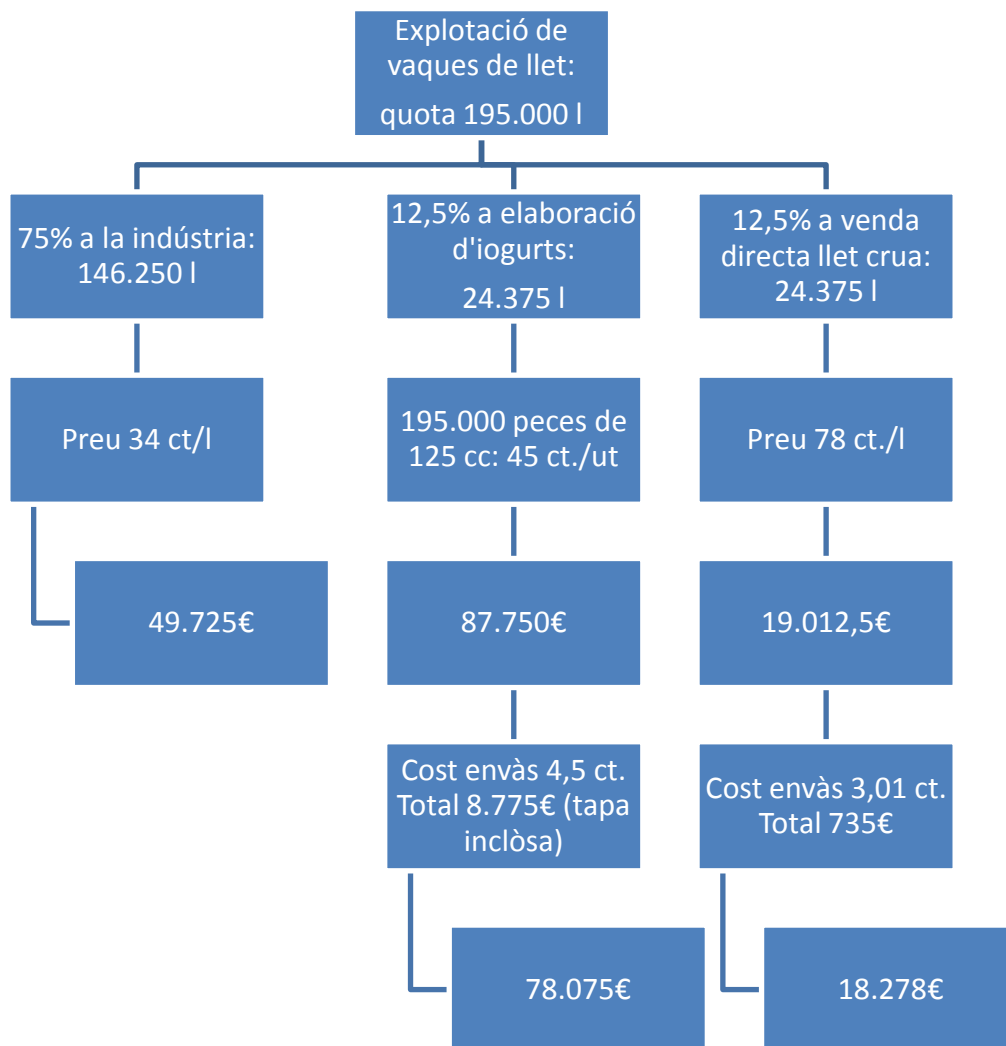 Explotació de
vaques de llet:
quota 195.000 l
75% a la indústria:
146.250 l
12,5% a elaboració
d'iogurts:
24.375 l
12,5% a venda
directa llet crua:
24.375 l
Preu 34 ct/l
195.000 peces de
125 cc: 45 ct./ut
Preu 78 ct./l
49.725€
87.750€
19.012,5€
Cost envàs 4,5 ct.
Total 8.775€ (tapa
inclòsa)
Cost envàs 3,01 ct.
Total 735€
78.075€
18.278€